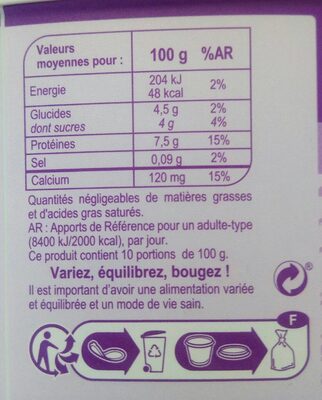 Valeurs
moyennes pour : 100 g %AR
Energie 204 kJ 48 kcal 2%
Glucides 4,5 g 2%
dont sucres 4 g 4%
Protéines 7,5 g 15%
Sel 0,09 g 2%
Calcium 120 mg 15%
Quantités négligeables de matières grasses
et d'acides gras saturés.
AR : Apports de Référence pour un adulte-type
(8400 kJ/2000 kcal), par jour.
Ce produit contient 10 portions de 100 g.
Variez, équilibrez, bougez !
Il est important d'avoir une alimentation variée
et équilibrée et un mode de vie sain.
®
F